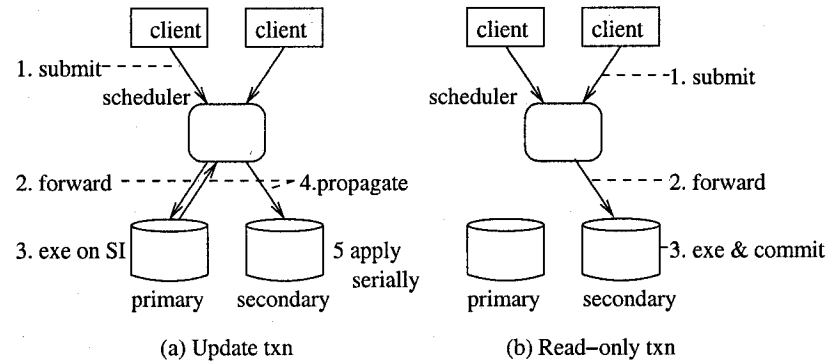 client
client
client
client
1. submit
1. submit
scheduler
scheduler
2. forward
4.propagate
2. forward
3. exe on SI
5 apply
serially
3. exe & commit
primary
secondary
primary
secondary
(a) Update txn
(b) Read-only txn